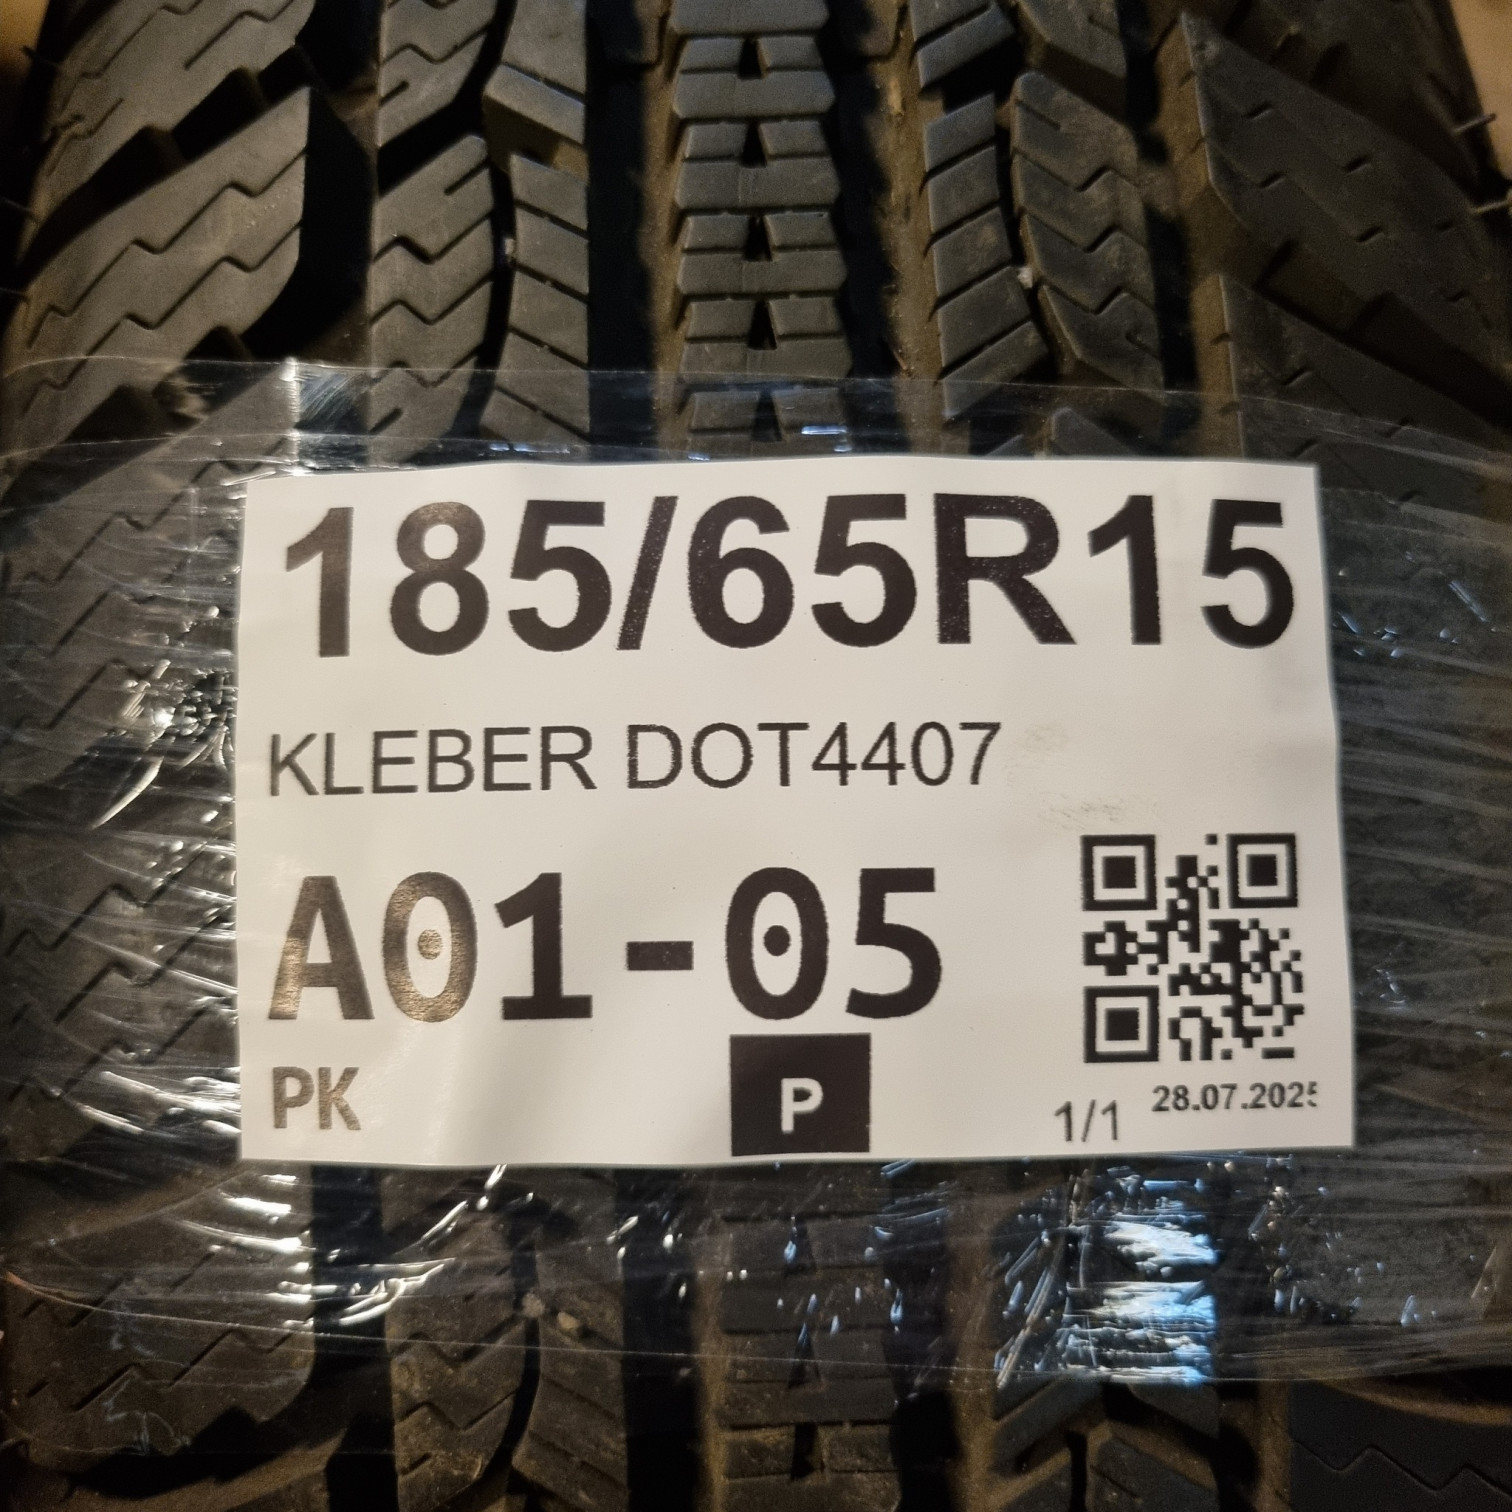 185/65R15
KLEBER DOT4407
A01-05
PK
P
1/1
28.07.2025